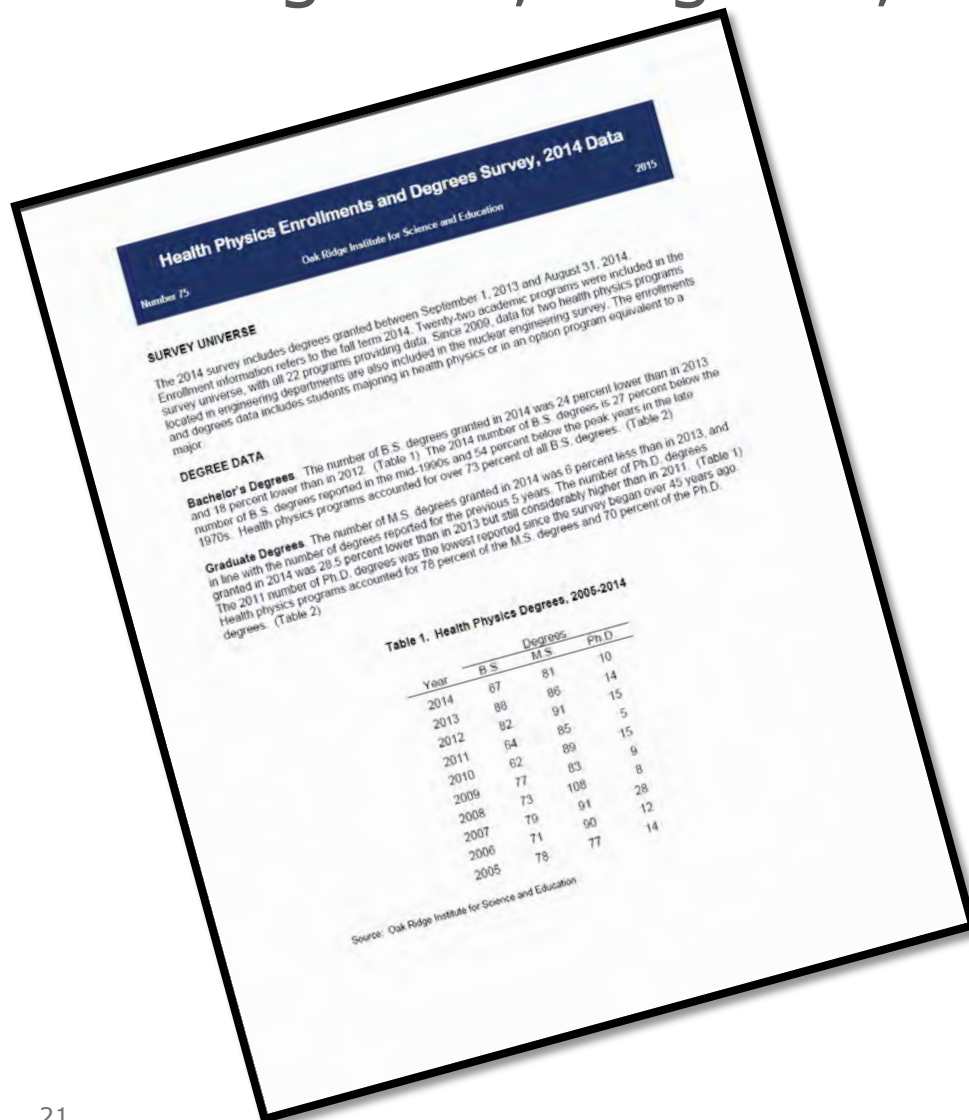 Health Physics Enrollments and Degrees Survey, 2014 Data
2015
Oak Ridge Institute for Science and Education
Number 75
SURVEY UNIVERSE
The 2014 survey includes degrees granted between September 1, 2013 and August 31, 2014.
Enrollment information refers to the fall term 2014. Twenty-two academic programs were included in the
survey universe, with all 22 programs providing data. Since 2009, data for two health physics programs
located in engineering departments are also included in the nuclear engineering survey. The enrollments
and degrees data includes students majoring in health physics or in an option program equivalent to a
major.
DEGREE DATA
Bachelor's Degrees. The number of B.S. degrees granted in 2014 was 24 percent lower than in 2013
and 18 percent lower than in 2012. (Table 1) The 2014 number of B.S. degrees is 27 percent below the
number of B.S. degrees reported in the mid-1990s and 54 percent below the peak years in the late
1970s. Health physics programs accounted for over 73 percent of all B.S. degrees. (Table 2)
Graduate Degrees. The number of M.S. degrees granted in 2014 was 6 percent less than in 2013, and
in line with the number of degrees reported for the previous 5 years. The number of Ph.D. degrees
granted in 2014 was 28.5 percent lower than in 2013 but still considerably higher than in 2011. (Table 1)
The 2011 number of Ph.D. degrees was the lowest reported since the survey began over 45 years ago.
Health physics programs accounted for 78 percent of the M.S. degrees and 70 percent of the Ph.D.
degrees. (Table 2)
Table 1. Health Physics Degrees, 2005-2014
Degrees
Year B.S. M.S. Ph.D
2014 67 81 10
2013 88 86 14
2012 82 91 15
2011 64 85 5
2010 62 89 15
2009 77 83 9
2008 73 108 8
2007 79 91 28
2006 71 90 12
2005 78 77 14
Source: Oak Ridge Institute for Science and Education
21